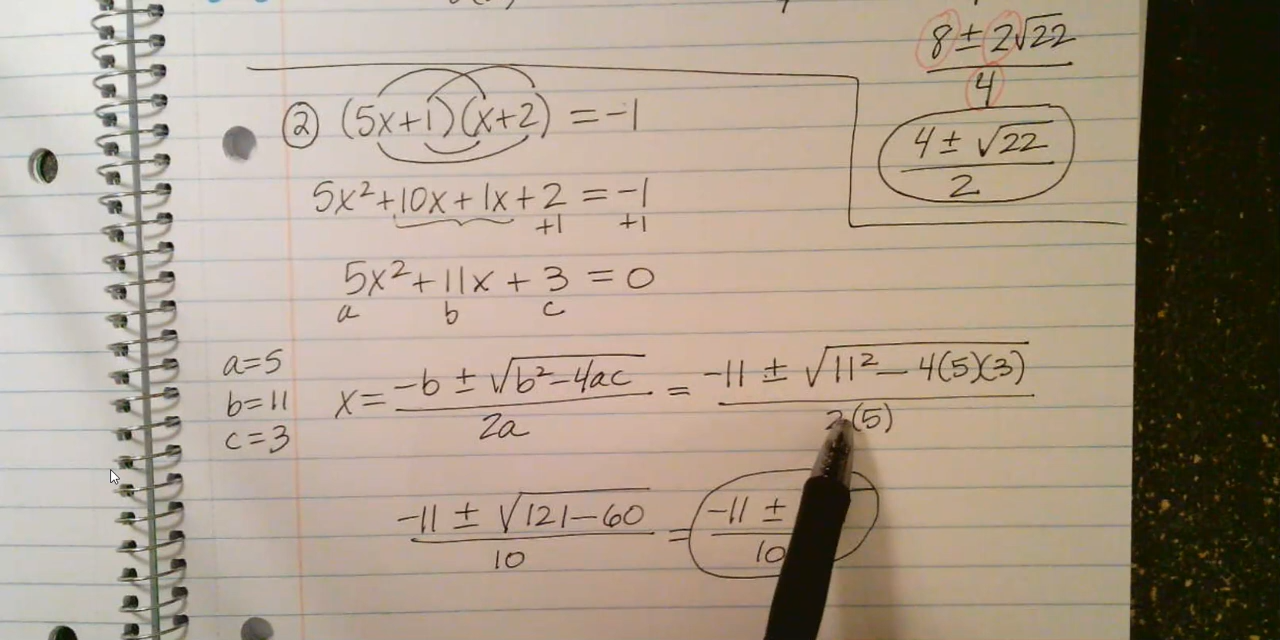 8 ± 2√22
4
4 ± √22
2
② (5x+1)(x+2) = -1
5x² + 10x + 1x + 2 = -1
+1 +1
5x² + 11x + 3 = 0
a b c
a=5
b=11
c=3
x = -b ± √b²-4ac / 2a = -11 ± √11² - 4(5)(3) / 2(5)
-11 ± √121-60 / 10 = -11 ± / 10